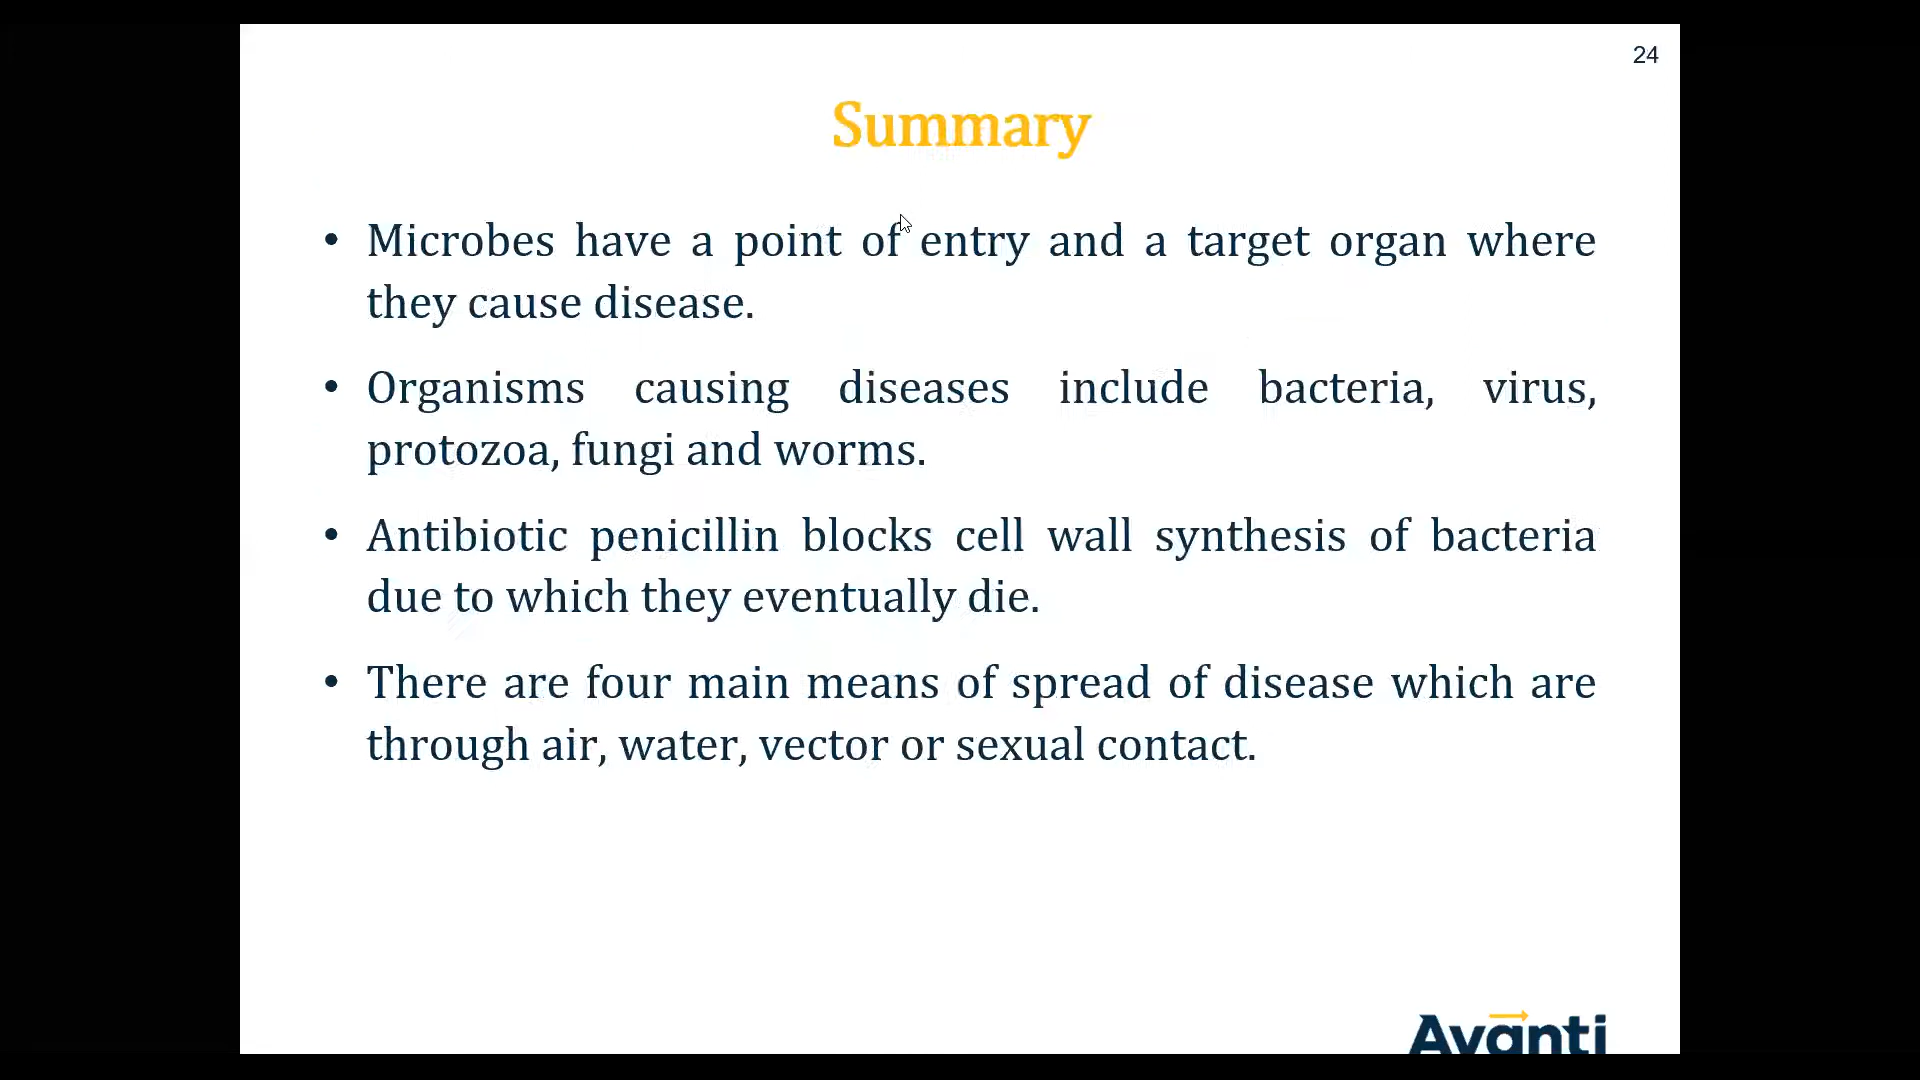 24
Summary
• Microbes have a point of entry and a target organ where
they cause disease.
• Organisms causing diseases include bacteria, virus,
protozoa, fungi and worms.
• Antibiotic penicillin blocks cell wall synthesis of bacteria
due to which they eventually die.
• There are four main means of spread of disease which are
through air, water, vector or sexual contact.
Avanti